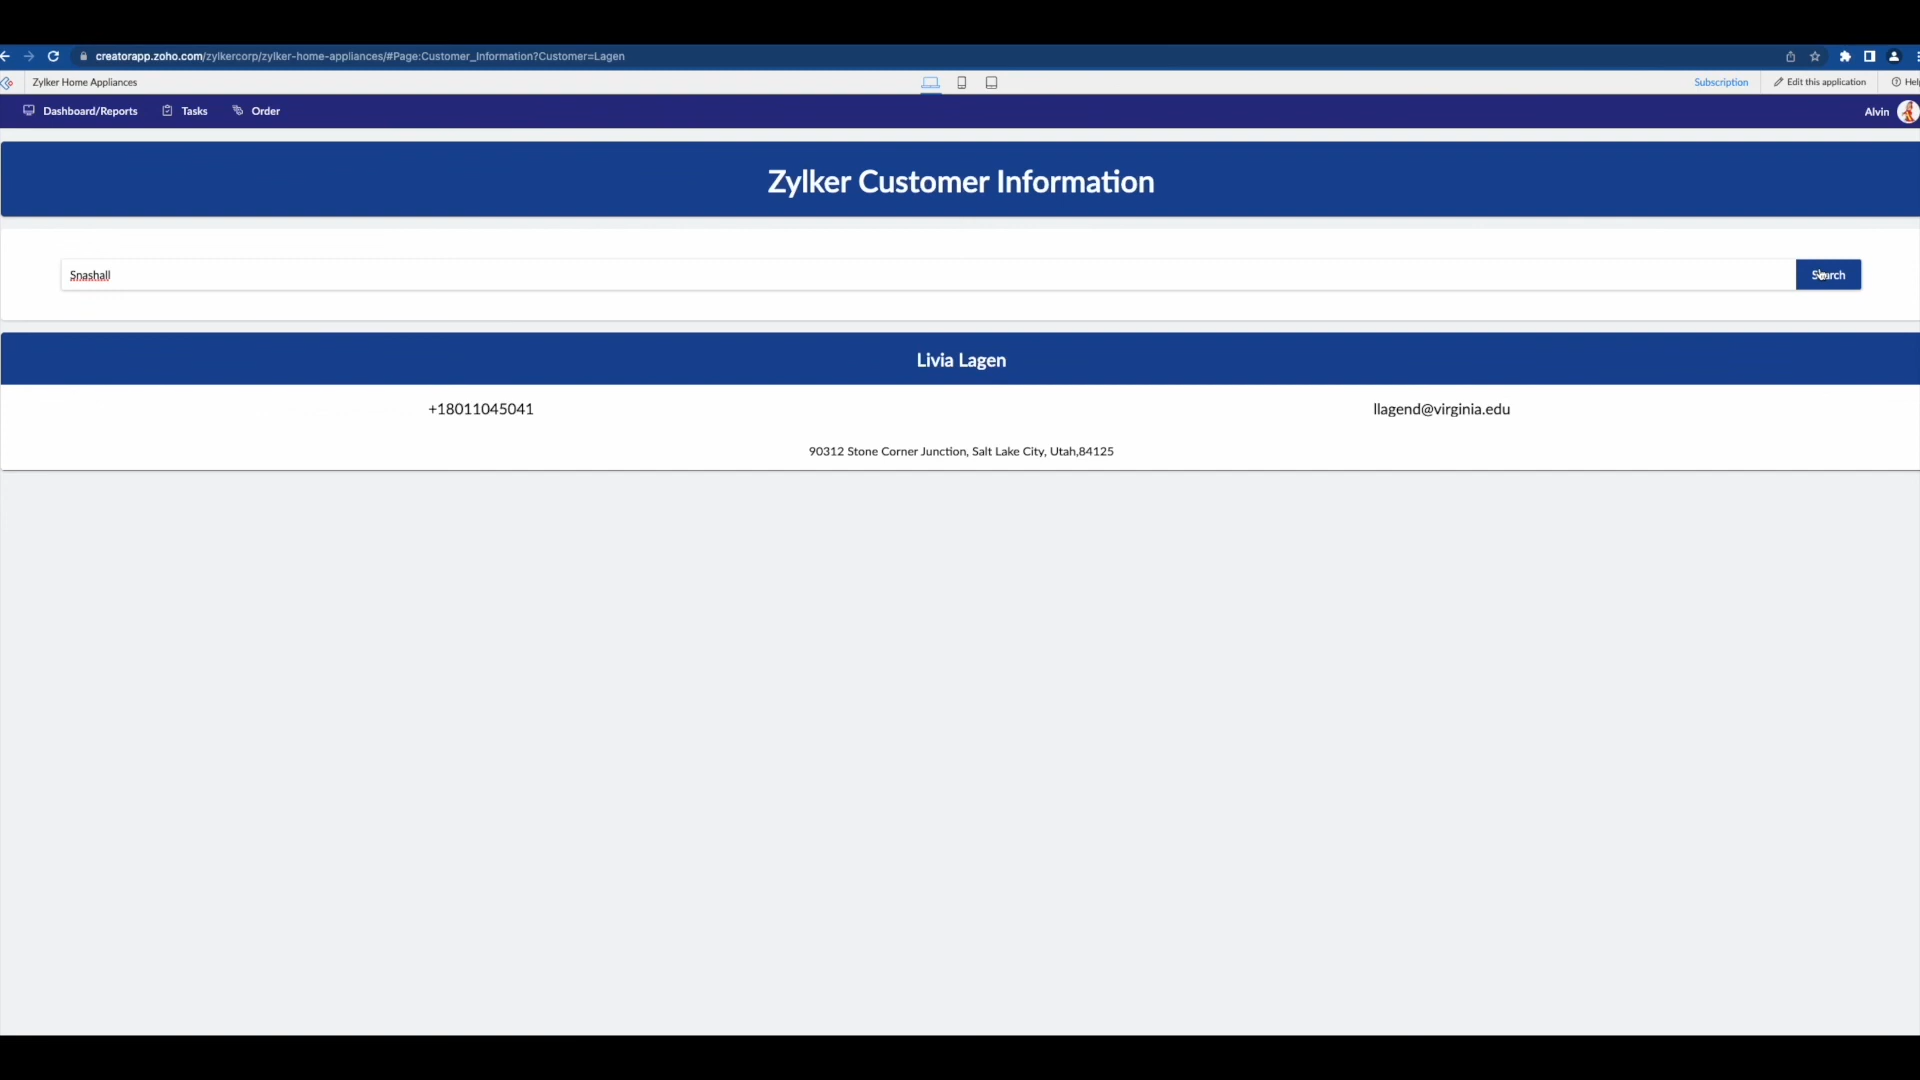 creatorapp.zoho.com/zylkercorp/zylker-home-appliances/#Page:Customer_Information?Customer=Lagen
Zylker Home Appliances
Subscription
Edit this application
Help
Dashboard/Reports
Tasks
Order
Alvin
Zylker Customer Information
Snashall
Search
Livia Lagen
+18011045041
llagend@virginia.edu
90312 Stone Corner Junction, Salt Lake City, Utah,84125